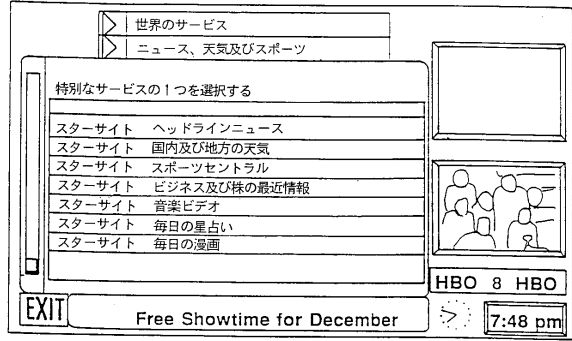 世界のサービス
ニュース、天気及びスポーツ
特別なサービスの1つを選択する
スターサイト ヘッドラインニュース
スターサイト 国内及び地方の天気
スターサイト スポーツセントラル
スターサイト ビジネス及び株の最近情報
スターサイト 音楽ビデオ
スターサイト 毎日の星占い
スターサイト 毎日の漫画
HBO 8 HBO
EXIT Free Showtime for December 7:48 pm